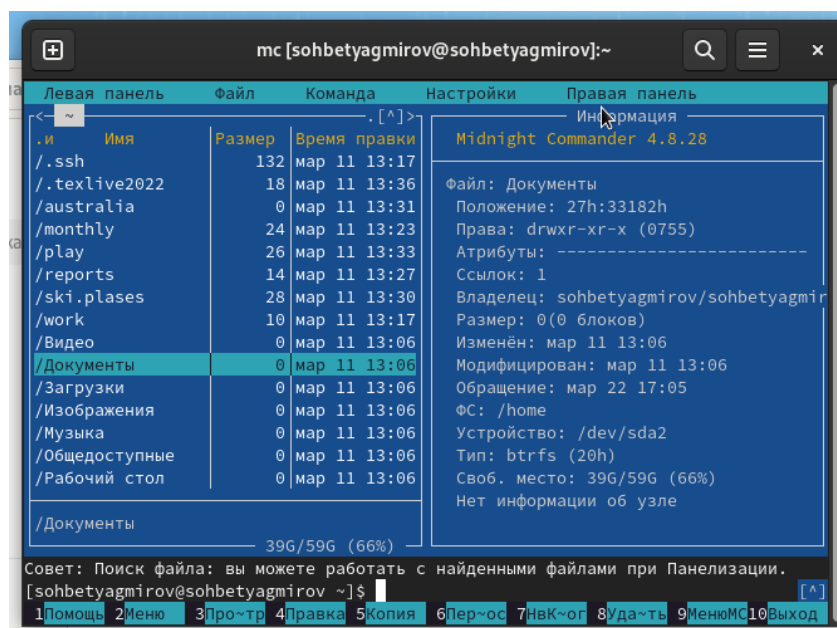 mc [sohbetyagmirov@sohbetyagmirov]:~
Левая панель Файл Команда Настройки Правая панель
<- ~ .[^]>
.и Имя Размер Время правки
/.ssh 132 мар 11 13:17
/.texlive2022 18 мар 11 13:36
/australia 0 мар 11 13:31
/monthly 24 мар 11 13:23
/play 26 мар 11 13:33
/reports 14 мар 11 13:27
/ski.plases 28 мар 11 13:30
/work 10 мар 11 13:17
/Видео 0 мар 11 13:06
/Документы 0 мар 11 13:06
/Загрузки 0 мар 11 13:06
/Изображения 0 мар 11 13:06
/Музыка 0 мар 11 13:06
/Общедоступные 0 мар 11 13:06
/Рабочий стол 0 мар 11 13:06
/Документы
39G/59G (66%)
Информация
Midnight Commander 4.8.28
Файл: Документы
Положение: 27h:33182h
Права: drwxr-xr-x (0755)
Атрибуты: ------------------------
Ссылок: 1
Владелец: sohbetyagmirov/sohbetyagmir
Размер: 0(0 блоков)
Изменён: мар 11 13:06
Модифицирован: мар 11 13:06
Обращение: мар 22 17:05
ФС: /home
Устройство: /dev/sda2
Тип: btrfs (20h)
Своб. место: 39G/59G (66%)
Нет информации об узле
Совет: Поиск файла: вы можете работать с найденными файлами при Панелизации.
[sohbetyagmirov@sohbetyagmirov ~]$ [^]
1Помощь 2Меню 3Про~тр 4Правка 5Копия 6Пер~ос 7НвК~ог 8Уда~ть 9МенюMC 10Выход